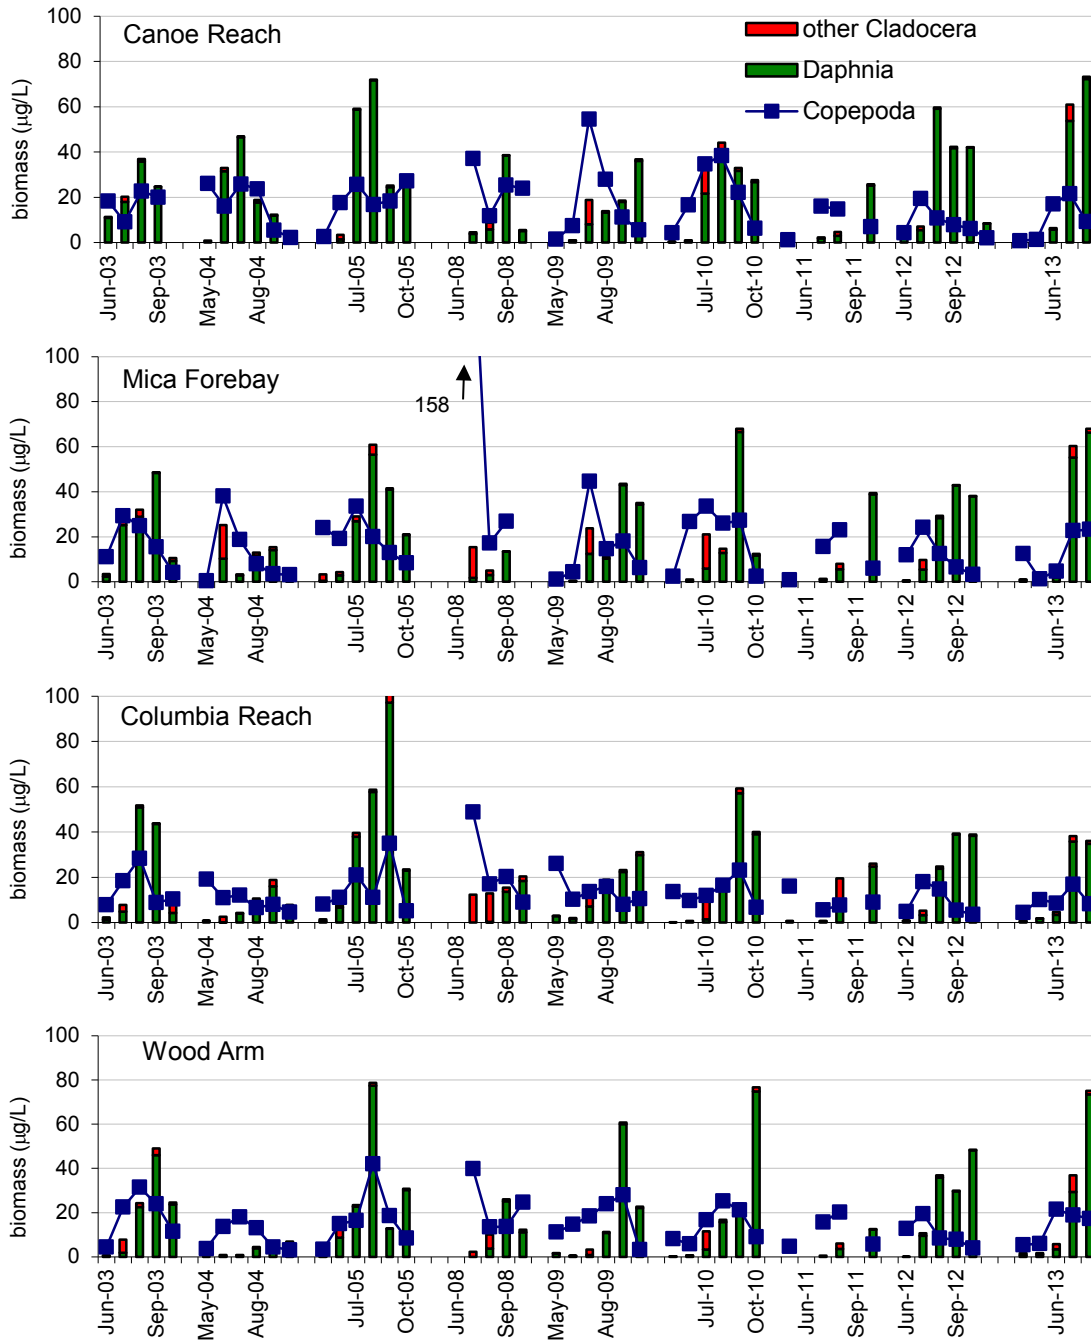 Canoe Reach
other Cladocera
Daphnia
Copepoda
biomass (µg/L)
100
80
60
40
20
0
Jun-03
Sep-03
May-04
Aug-04
Jul-05
Oct-05
Jun-08
Sep-08
May-09
Aug-09
Jul-10
Oct-10
Jun-11
Sep-11
Jun-12
Sep-12
Jun-13
Mica Forebay
158
biomass (µg/L)
100
80
60
40
20
0
Jun-03
Sep-03
May-04
Aug-04
Jul-05
Oct-05
Jun-08
Sep-08
May-09
Aug-09
Jul-10
Oct-10
Jun-11
Sep-11
Jun-12
Sep-12
Jun-13
Columbia Reach
biomass (µg/L)
100
80
60
40
20
0
Jun-03
Sep-03
May-04
Aug-04
Jul-05
Oct-05
Jun-08
Sep-08
May-09
Aug-09
Jul-10
Oct-10
Jun-11
Sep-11
Jun-12
Sep-12
Jun-13
Wood Arm
biomass (µg/L)
100
80
60
40
20
0
Jun-03
Sep-03
May-04
Aug-04
Jul-05
Oct-05
Jun-08
Sep-08
May-09
Aug-09
Jul-10
Oct-10
Jun-11
Sep-11
Jun-12
Sep-12
Jun-13